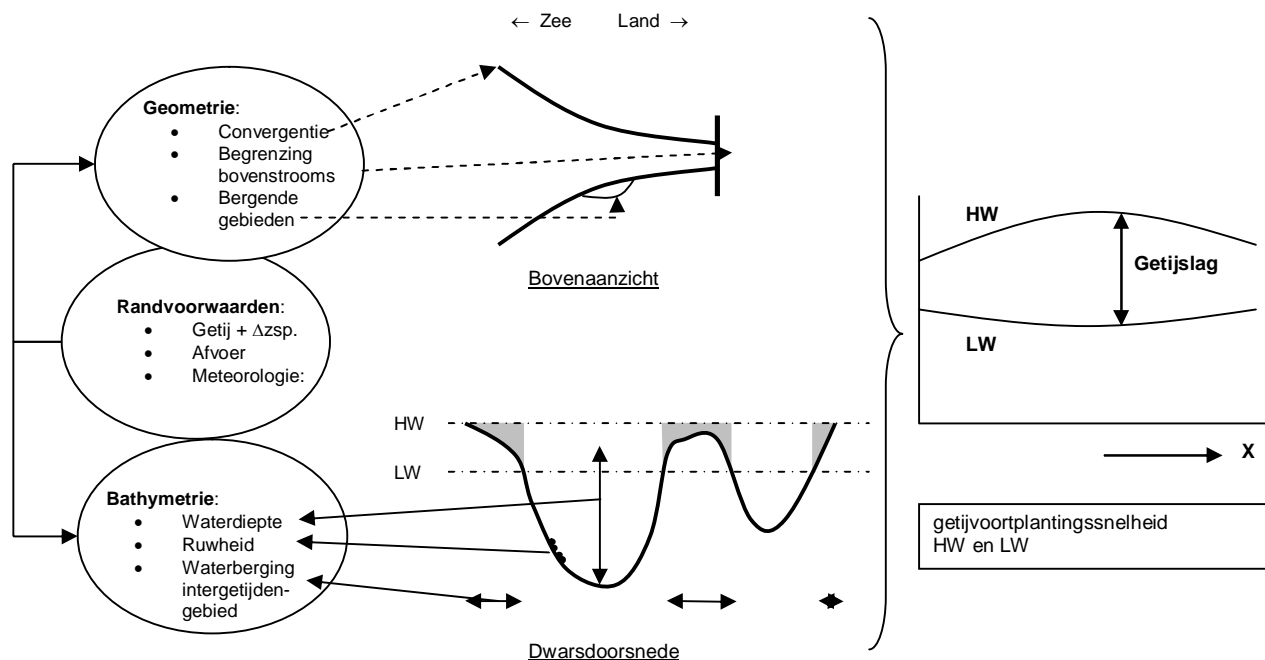 ← Zee Land →
Geometrie:
• Convergentie
• Begrenzing
bovenstrooms
• Bergende
gebieden
Bovenaanzicht
Randvoorwaarden:
• Getij + Δzsp.
• Afvoer
• Meteorologie:
Bathymetrie:
• Waterdiepte
• Ruwheid
• Waterberging
intergetijden-
gebied
HW
LW
Dwarsdoorsnede
HW
Getijslag
LW
X
getijvoortplantingssnelheid
HW en LW